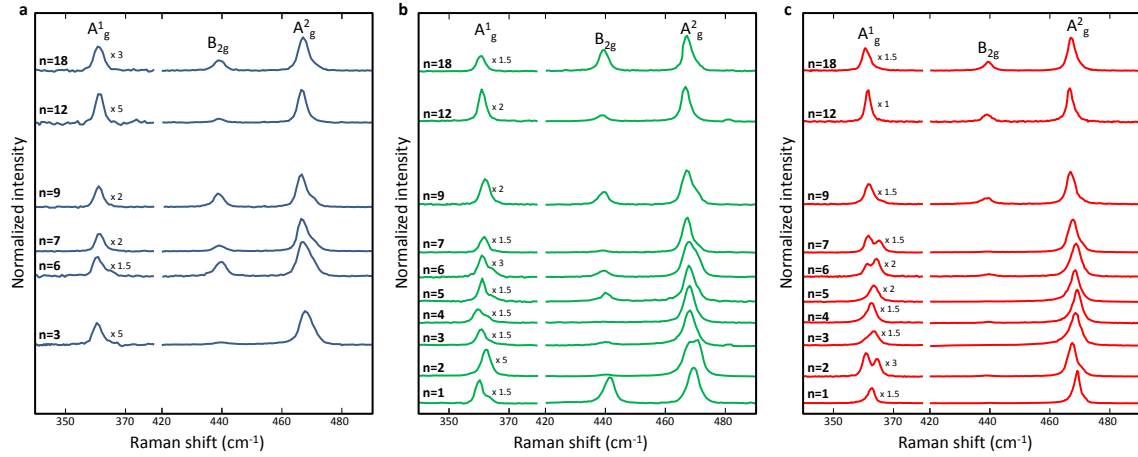 a
A¹g
B2g
A²g
n=18
x 3
n=12
x 5
n=9
x 2
n=7
x 2
n=6
x 1.5
n=3
x 5
Normalized intensity
350
370
420
440
460
480
Raman shift (cm⁻¹)
b
A¹g
B2g
A²g
n=18
x 1.5
n=12
x 2
n=9
x 2
n=7
x 1.5
n=6
x 3
n=5
x 1.5
n=4
x 1.5
n=3
x 1.5
n=2
x 5
n=1
x 1.5
Normalized intensity
350
370
420
440
460
480
Raman shift (cm⁻¹)
c
A¹g
B2g
A²g
n=18
x 1.5
n=12
x 1
n=9
x 1.5
n=7
x 1.5
n=6
x 2
n=5
x 2
n=4
x 1.5
n=3
x 1.5
n=2
x 3
n=1
x 1.5
Normalized intensity
350
370
420
440
460
480
Raman shift (cm⁻¹)